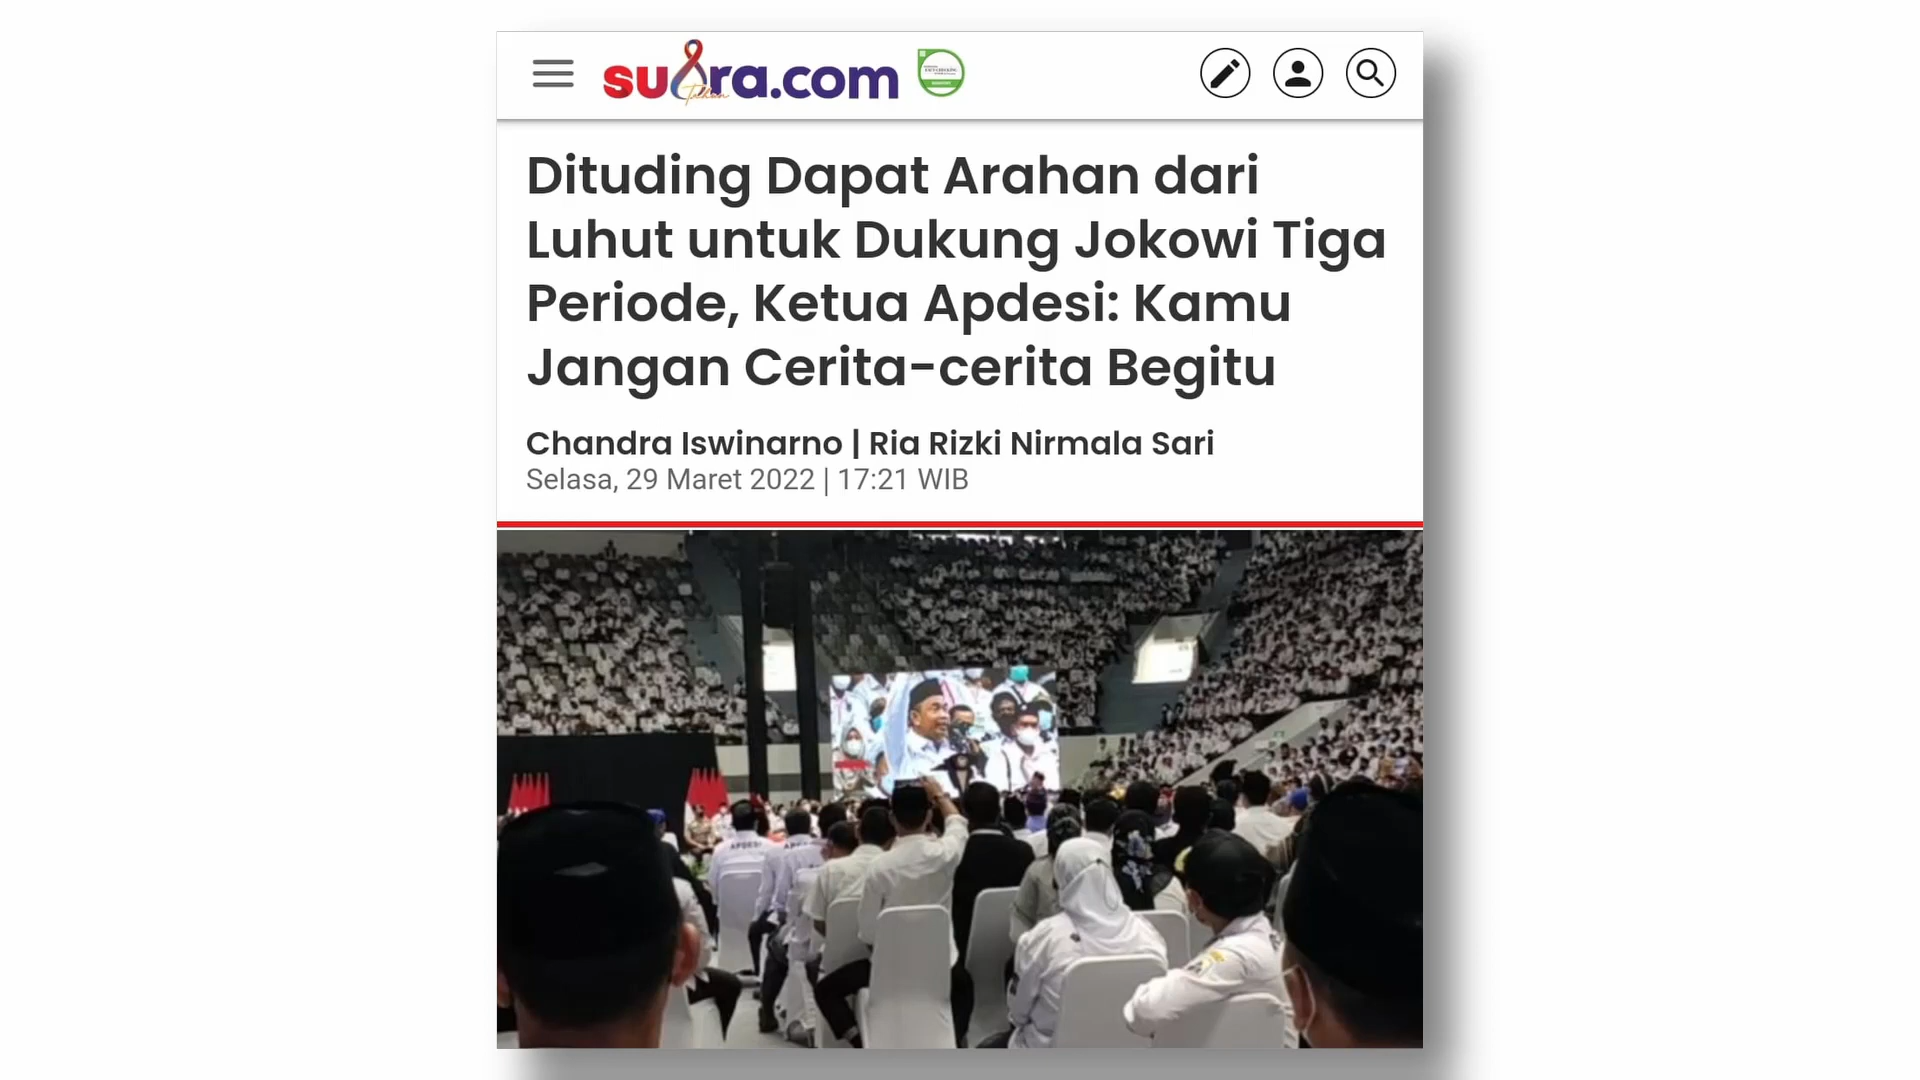 suara.com
Dituding Dapat Arahan dari
Luhut untuk Dukung Jokowi Tiga
Periode, Ketua Apdesi: Kamu
Jangan Cerita-cerita Begitu
Chandra Iswinarno | Ria Rizki Nirmala Sari
Selasa, 29 Maret 2022 | 17:21 WIB
APDESI